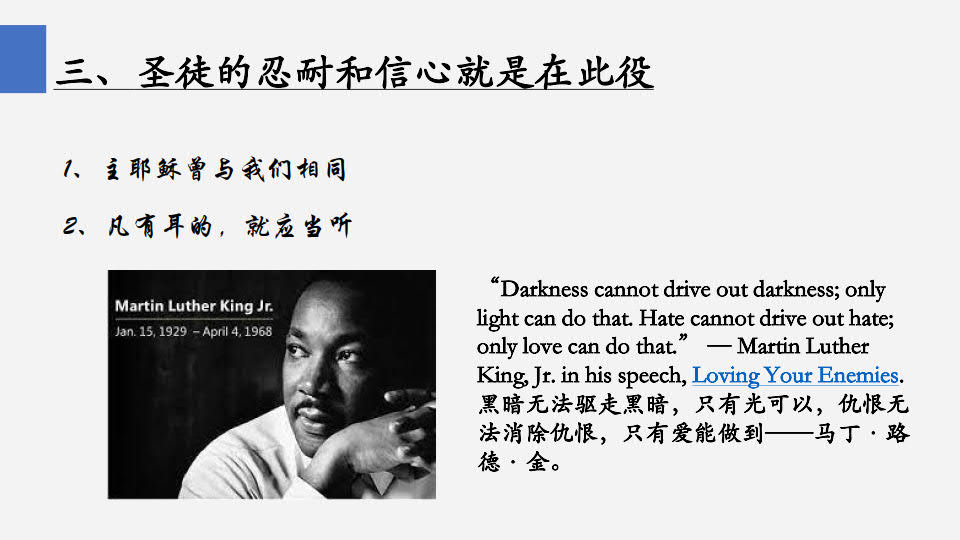 三、圣徒的忍耐和信心就是在此役
1、主耶稣曾与我们相同
2、凡有耳的，就应当听
Martin Luther King Jr.
Jan. 15, 1929 – April 4, 1968
“Darkness cannot drive out darkness; only
light can do that. Hate cannot drive out hate;
only love can do that.” — Martin Luther
King, Jr. in his speech, Loving Your Enemies.
黑暗无法驱走黑暗，只有光可以，仇恨无
法消除仇恨，只有爱能做到——马丁·路
德·金。